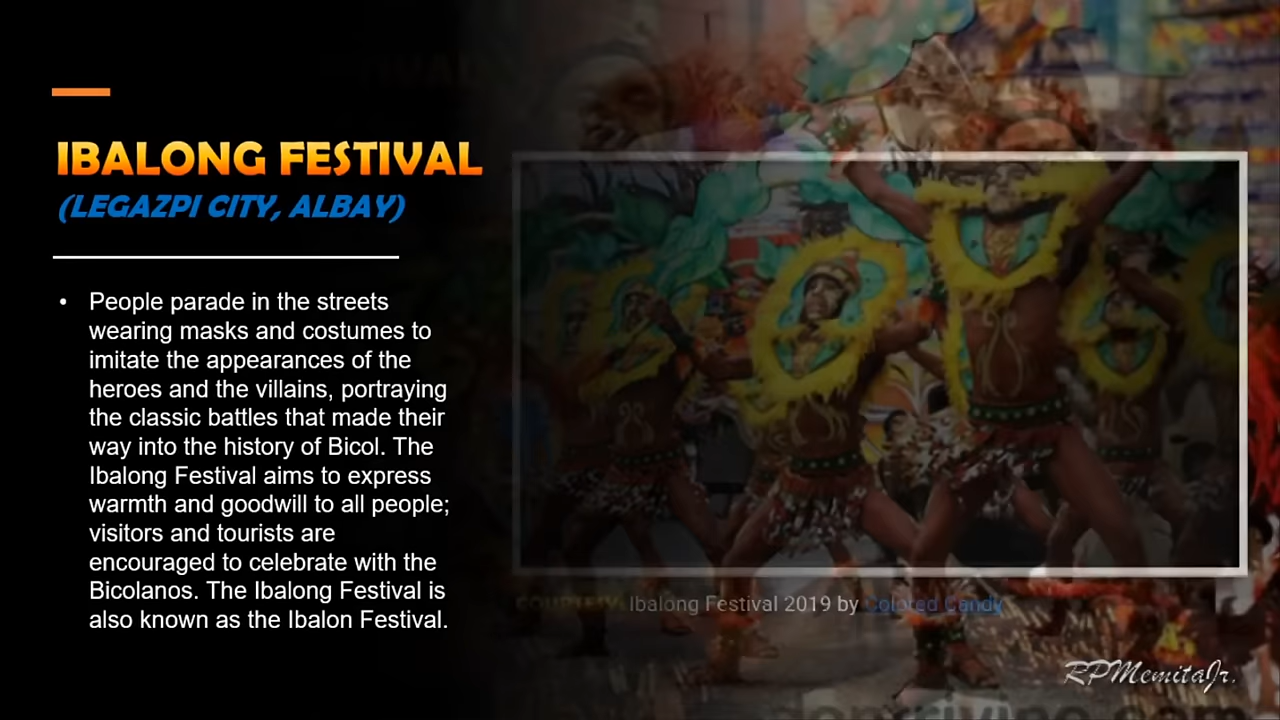 IBALONG FESTIVAL
(LEGAZPI CITY, ALBAY)
• People parade in the streets
wearing masks and costumes to
imitate the appearances of the
heroes and the villains, portraying
the classic battles that made their
way into the history of Bicol. The
Ibalong Festival aims to express
warmth and goodwill to all people;
visitors and tourists are
encouraged to celebrate with the
Bicolanos. The Ibalong Festival is
also known as the Ibalon Festival.
COURTESY: Ibalong Festival 2019 by Colored Candy
RPMemitaJr.